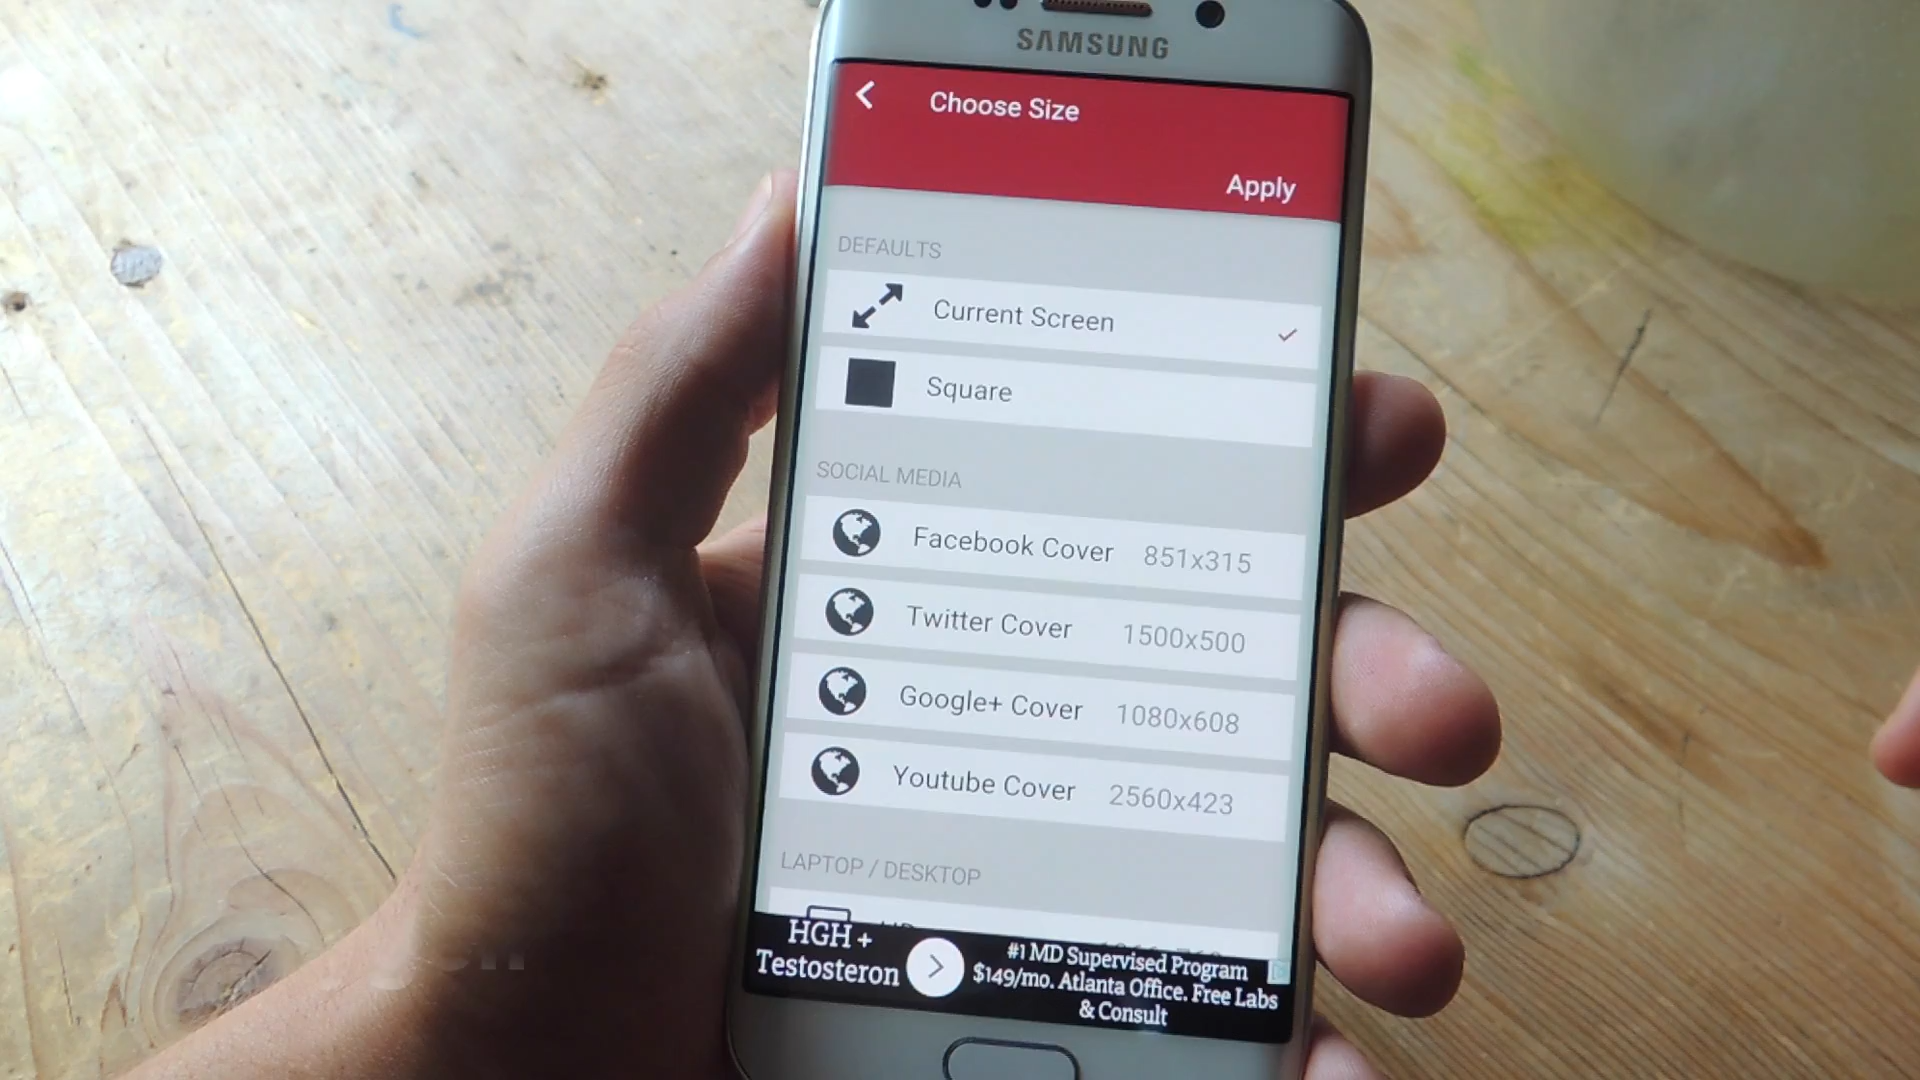 SAMSUNG
Choose Size
Apply
DEFAULTS
Current Screen
Square
SOCIAL MEDIA
Facebook Cover 851x315
Twitter Cover 1500x500
Google+ Cover 1080x608
Youtube Cover 2560x423
LAPTOP / DESKTOP
HGH +
Testosteron
#1 MD Supervised Program
$149/mo. Atlanta Office. Free Labs
& Consult